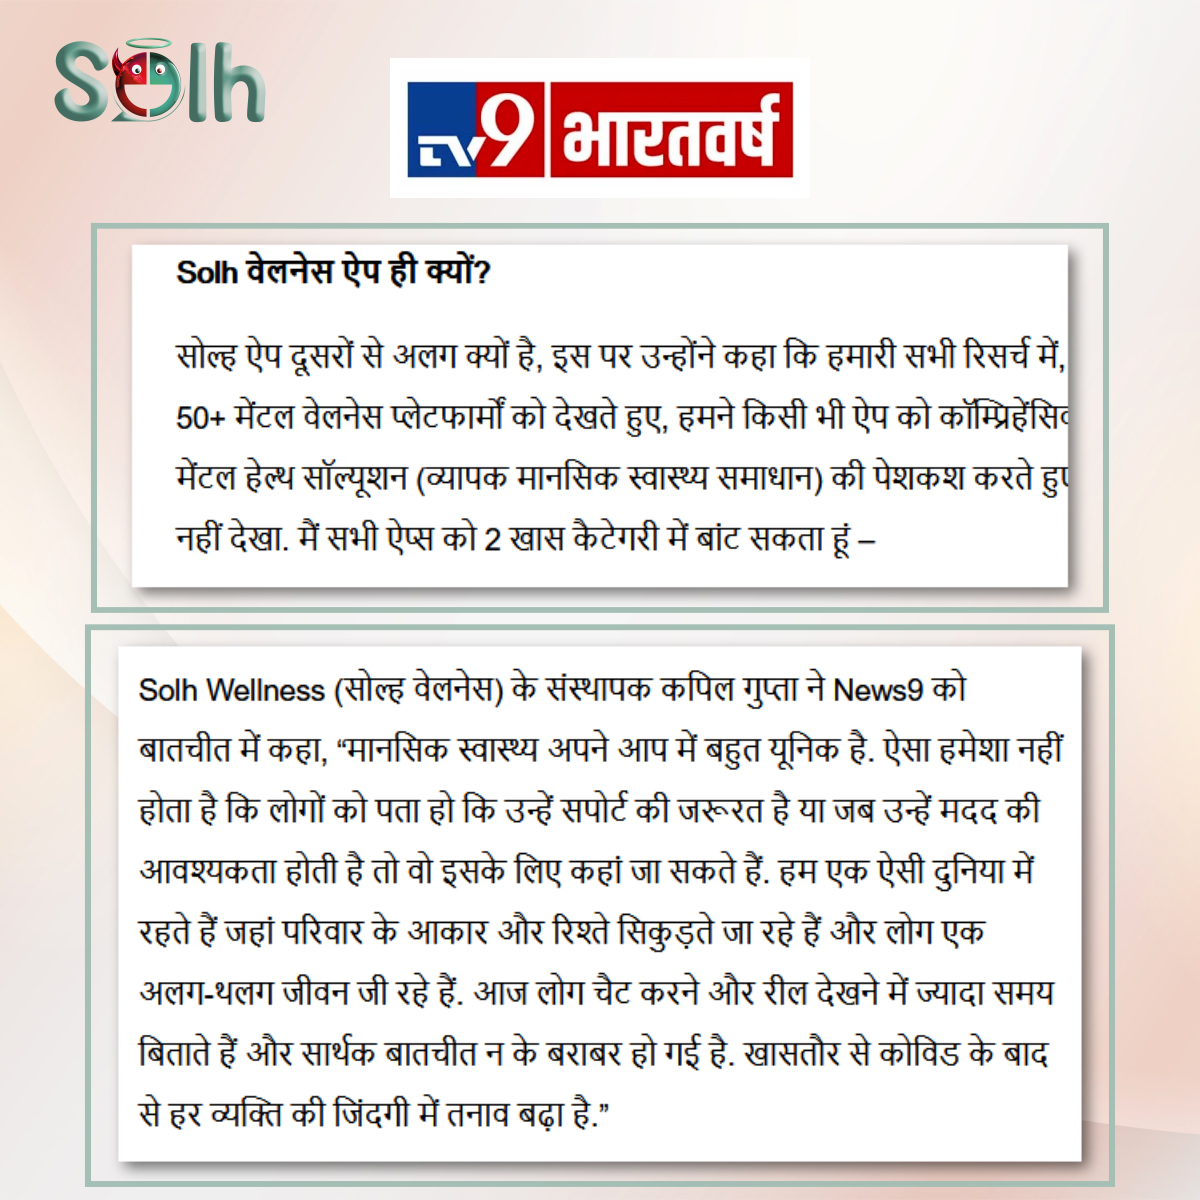 Solh
TV9 भारतवर्ष
Solh वेलनेस ऐप ही क्यों?
सोल्ह ऐप दूसरों से अलग क्यों है, इस पर उन्होंने कहा कि हमारी सभी रिसर्च में,
50+ मेंटल वेलनेस प्लेटफार्मों को देखते हुए, हमने किसी भी ऐप को
मेंटल हेल्थ सॉल्यूशन (व्यापक मानसिक स्वास्थ्य समाधान) की पेशकश करते
नहीं देखा. मैं सभी ऐप्स को 2 खास कैटेगरी में बांट सकता हूं –
Solh Wellness (सोल्ह वेलनेस) के संस्थापक कपिल गुप्ता ने News9 को
बातचीत में कहा, “मानसिक स्वास्थ्य अपने आप में बहुत यूनिक है. ऐसा हमेशा नहीं
होता है कि लोगों को पता हो कि उन्हें सपोर्ट की जरूरत है या जब उन्हें मदद की
आवश्यकता होती है तो वो इसके लिए कहां जा सकते हैं. हम एक ऐसी दुनिया में
रहते हैं जहां परिवार के आकार और रिश्ते सिकुड़ते जा रहे हैं और लोग एक
अलग-थलग जीवन जी रहे हैं. आज लोग चैट करने और रील देखने में ज्यादा समय
बिताते हैं और सार्थक बातचीत न के बराबर हो गई है. खासतौर से कोविड के बाद
से हर व्यक्ति की जिंदगी में तनाव बढ़ा है.”